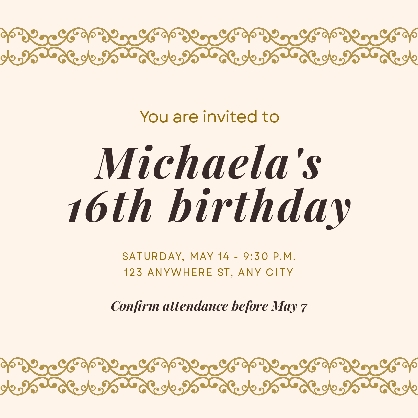 You are invited to
Michaela's
16th birthday
SATURDAY, MAY 14 - 9:30 P.M.
123 ANYWHERE ST. ANY CITY
Confirm attendance before May 7